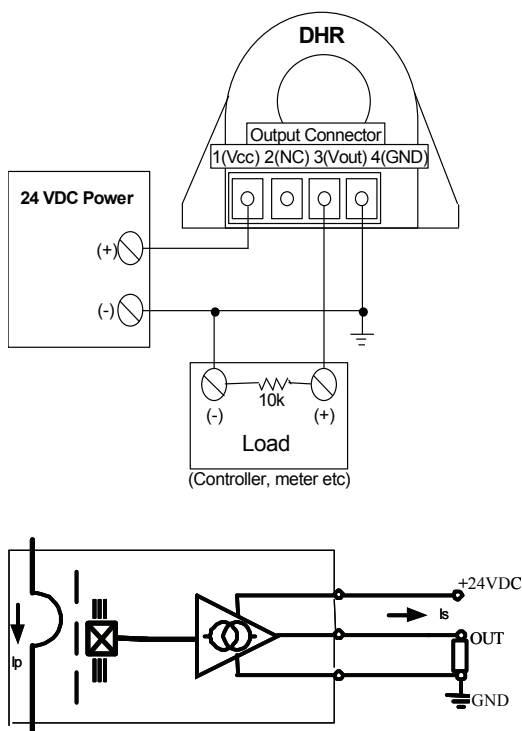 DHR
Output Connector
1(Vcc) 2(NC) 3(Vout) 4(GND)
24 VDC Power
(+)
(-)
10k
(-)
(+)
Load
(Controller, meter etc)
+24VDC
Is
OUT
Ip
GND